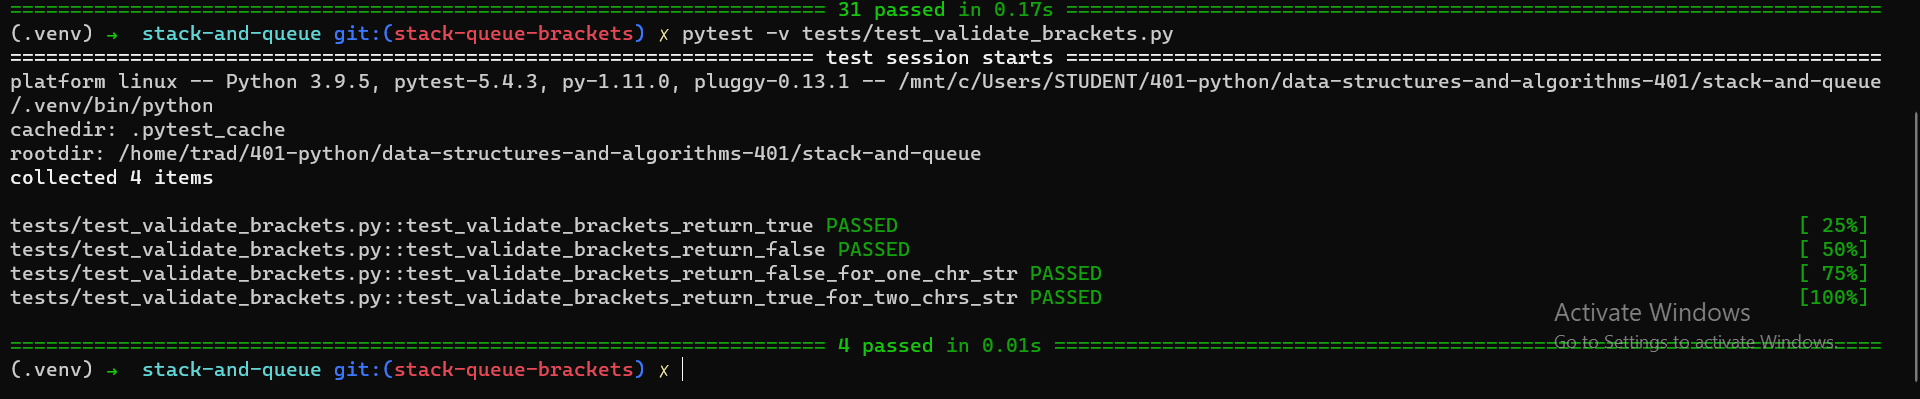 ==================================================================== 31 passed in 0.17s ====================================================================
(.venv) → stack-and-queue git:(stack-queue-brackets) ✗ pytest -v tests/test_validate_brackets.py
=================================================================== test session starts ====================================================================
platform linux -- Python 3.9.5, pytest-5.4.3, py-1.11.0, pluggy-0.13.1 -- /mnt/c/Users/STUDENT/401-python/data-structures-and-algorithms-401/stack-and-queue
/.venv/bin/python
cachedir: .pytest_cache
rootdir: /home/trad/401-python/data-structures-and-algorithms-401/stack-and-queue
collected 4 items
tests/test_validate_brackets.py::test_validate_brackets_return_true PASSED [ 25%]
tests/test_validate_brackets.py::test_validate_brackets_return_false PASSED [ 50%]
tests/test_validate_brackets.py::test_validate_brackets_return_false_for_one_chr_str PASSED [ 75%]
tests/test_validate_brackets.py::test_validate_brackets_return_true_for_two_chrs_str PASSED [100%]
Activate Windows
Go to Settings to activate Windows.
==================================================================== 4 passed in 0.01s =====================================================================
(.venv) → stack-and-queue git:(stack-queue-brackets) ✗